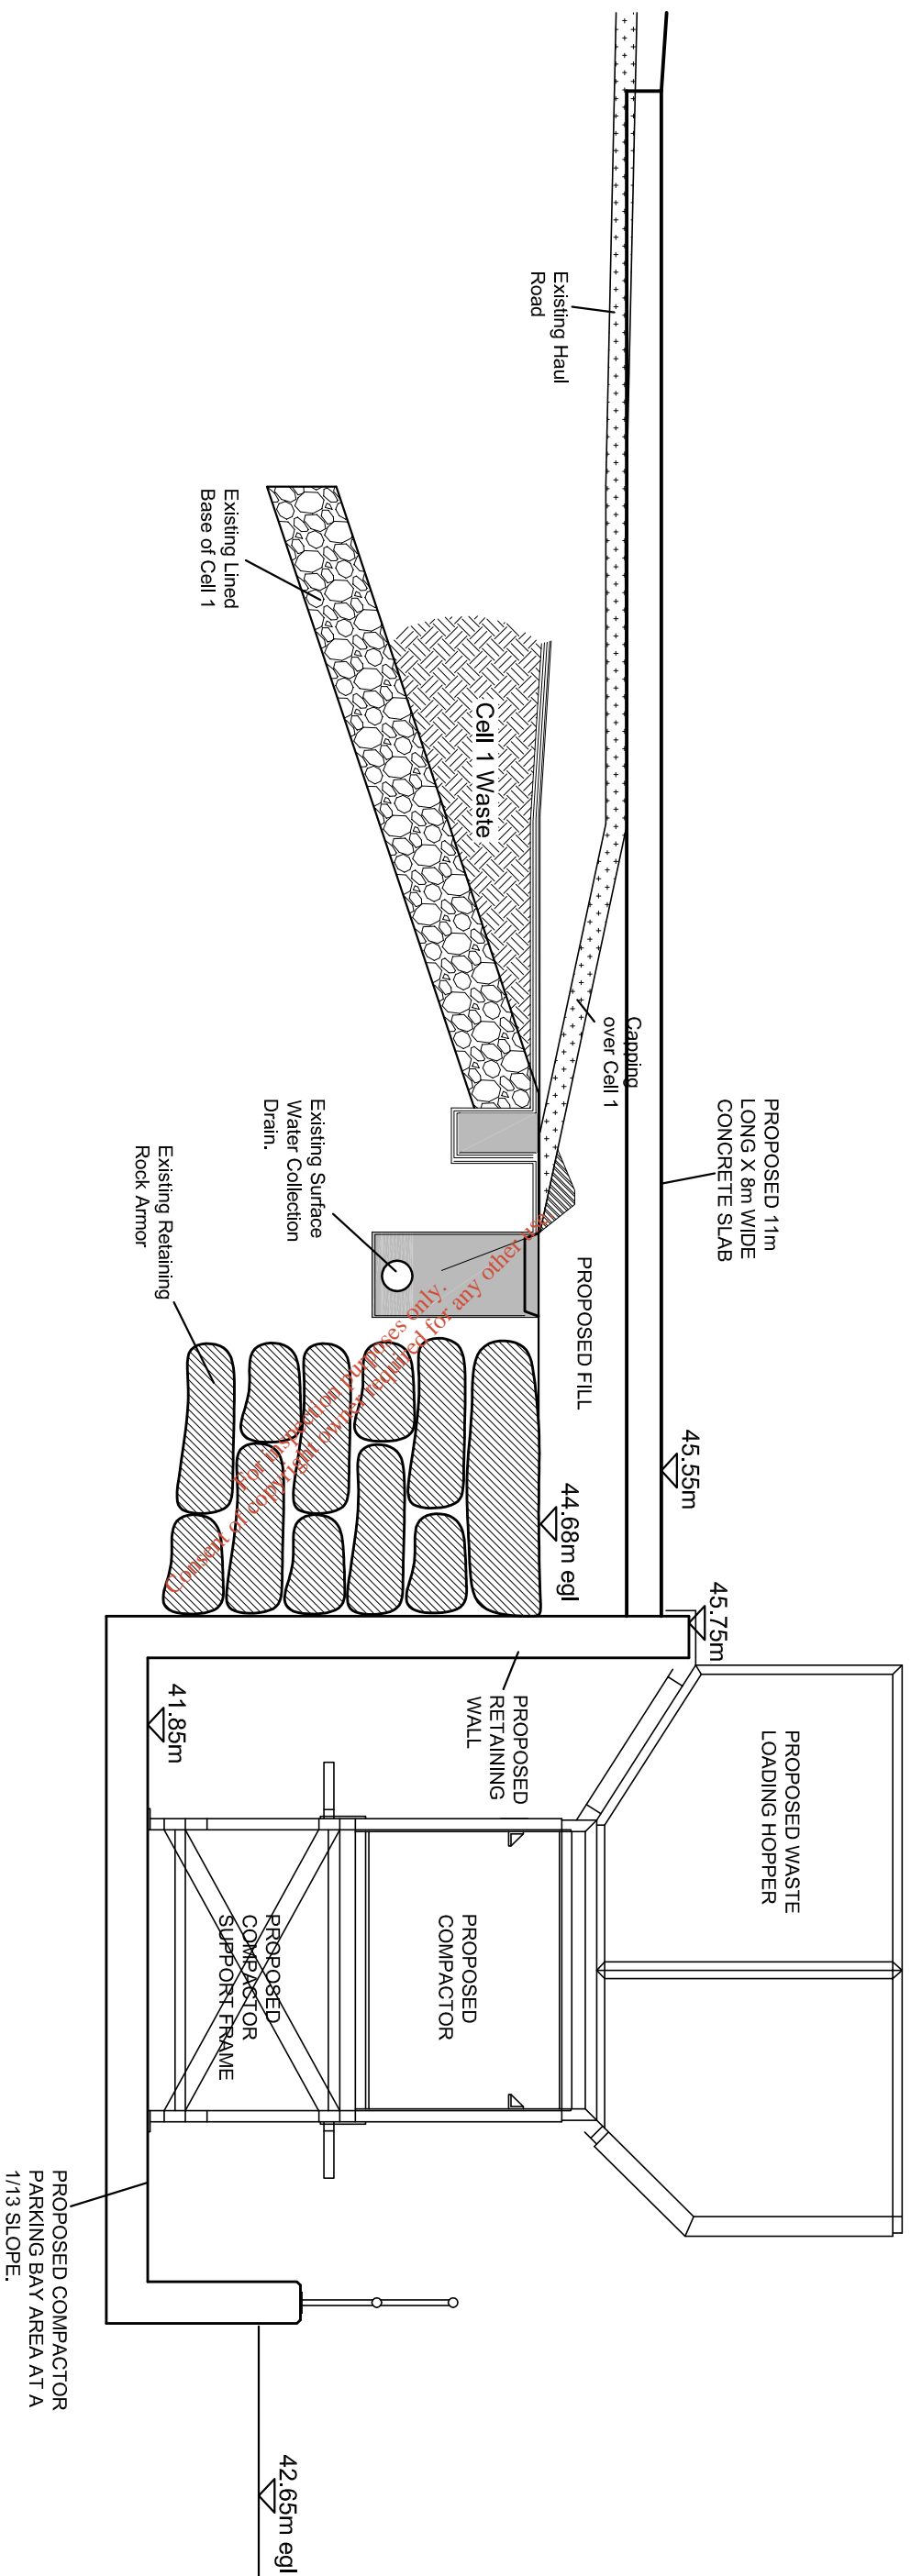 Existing Haul
Road
Existing Lined
Base of Cell 1
Cell 1 Waste
Capping
over Cell 1
PROPOSED 11m
LONG X 8m WIDE
CONCRETE SLAB
Existing Surface
Water Collection
Drain.
Existing Retaining
Rock Armor
PROPOSED FILL
45.55m
44.68m egl
45.75m
PROPOSED
RETAINING
WALL
41.85m
PROPOSED WASTE
LOADING HOPPER
PROPOSED
COMPACTOR
PROPOSED
COMPACTOR
SUPPORT FRAME
PROPOSED COMPACTOR
PARKING BAY AREA AT A
1/13 SLOPE.
42.65m egl
For inspection purposes only.
Consent of copyright owner required for any other use.